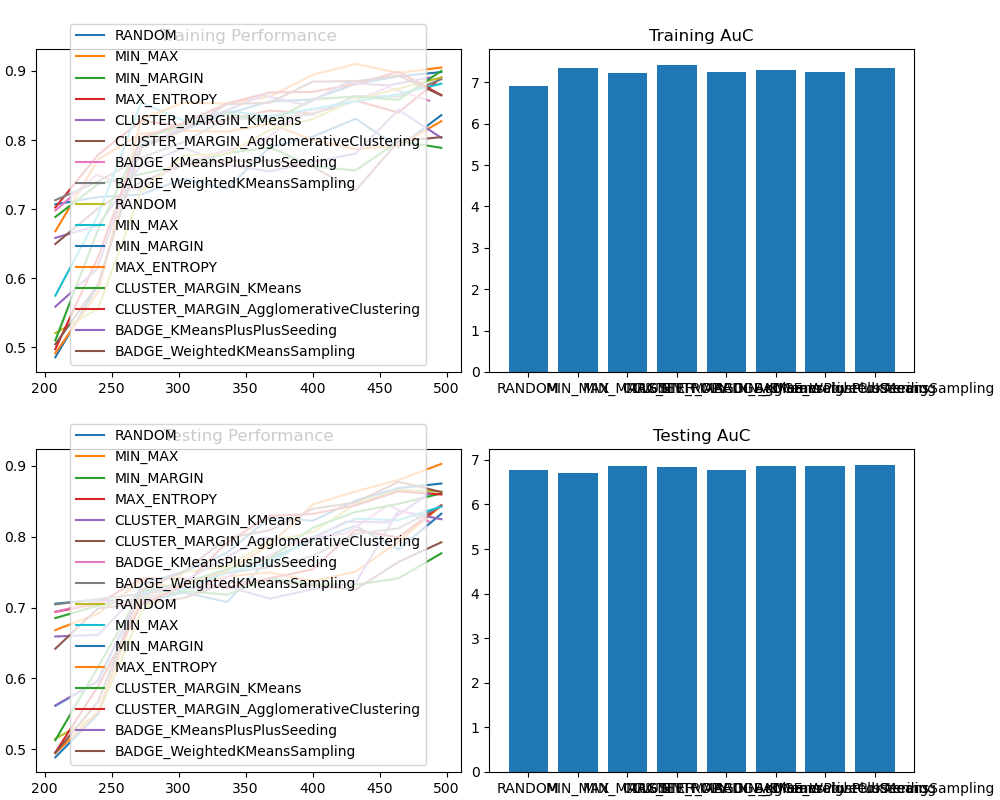 Training Performance
0.9
0.8
0.7
0.6
0.5
200
250
300
350
400
450
500
RANDOM
MIN_MAX
MIN_MARGIN
MAX_ENTROPY
CLUSTER_MARGIN_KMeans
CLUSTER_MARGIN_AgglomerativeClustering
BADGE_KMeansPlusPlusSeeding
BADGE_WeightedKMeansSampling
RANDOM
MIN_MAX
MIN_MARGIN
MAX_ENTROPY
CLUSTER_MARGIN_KMeans
CLUSTER_MARGIN_AgglomerativeClustering
BADGE_KMeansPlusPlusSeeding
BADGE_WeightedKMeansSampling
Training AuC
7
6
5
4
3
2
1
0
RANDOM
MIN_MAX
Testing Performance
0.9
0.8
0.7
0.6
0.5
200
250
300
350
400
450
500
RANDOM
MIN_MAX
MIN_MARGIN
MAX_ENTROPY
CLUSTER_MARGIN_KMeans
CLUSTER_MARGIN_AgglomerativeClustering
BADGE_KMeansPlusPlusSeeding
BADGE_WeightedKMeansSampling
RANDOM
MIN_MAX
MIN_MARGIN
MAX_ENTROPY
CLUSTER_MARGIN_KMeans
CLUSTER_MARGIN_AgglomerativeClustering
BADGE_KMeansPlusPlusSeeding
BADGE_WeightedKMeansSampling
Testing AuC
7
6
5
4
3
2
1
0
RANDOM
MIN_MAX